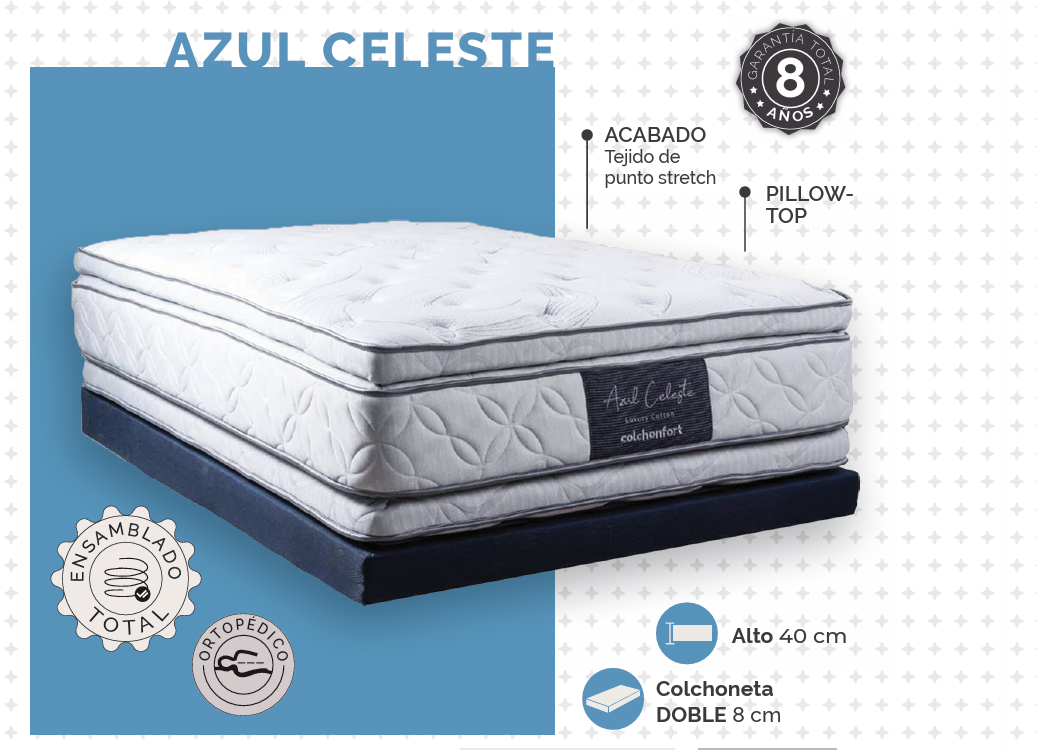 AZUL CELESTE
GARANTÍA TOTAL
8
AÑOS
ACABADO
Tejido de
punto stretch
PILLOW-
TOP
Azul Celeste
Luxury Cotton
colchonfort
ENSAMBLADO
TOTAL
ORTOPÉDICO
Alto 40 cm
Colchoneta
DOBLE 8 cm